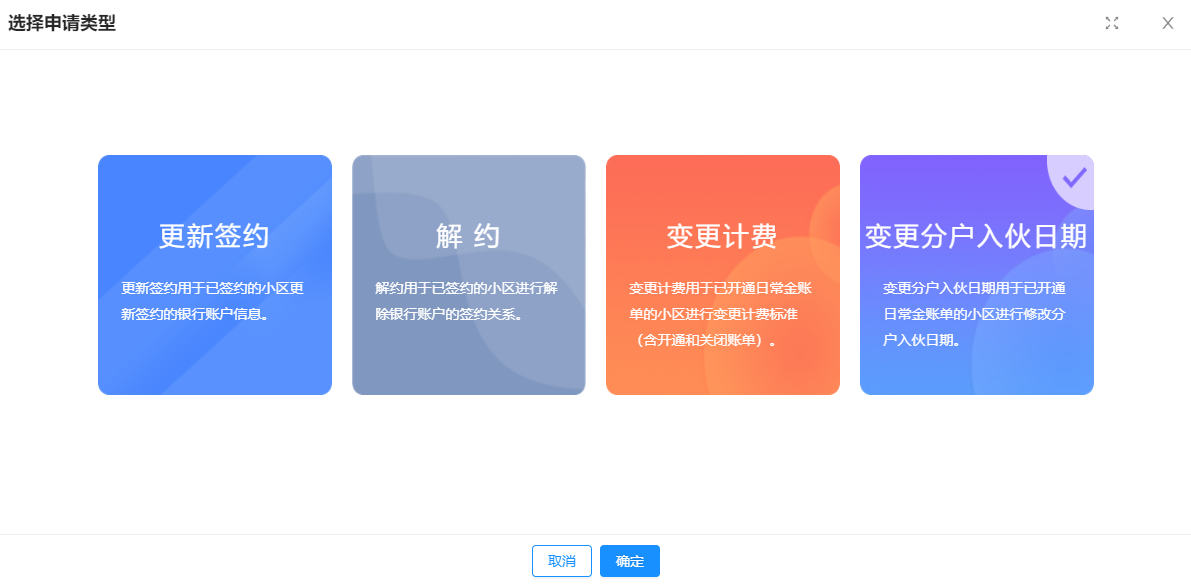 选择申请类型
更新签约
更新签约用于已签约的小区更
新签约的银行账户信息。
解 约
解约用于已签约的小区进行解
除银行账户的签约关系。
变更计费
变更计费用于已开通日常金账
单的小区进行变更计费标准
（含开通和关闭账单）。
变更分户入伙日期
变更分户入伙日期用于已开通
日常金账单的小区进行修改分
户入伙日期。
取消
确定